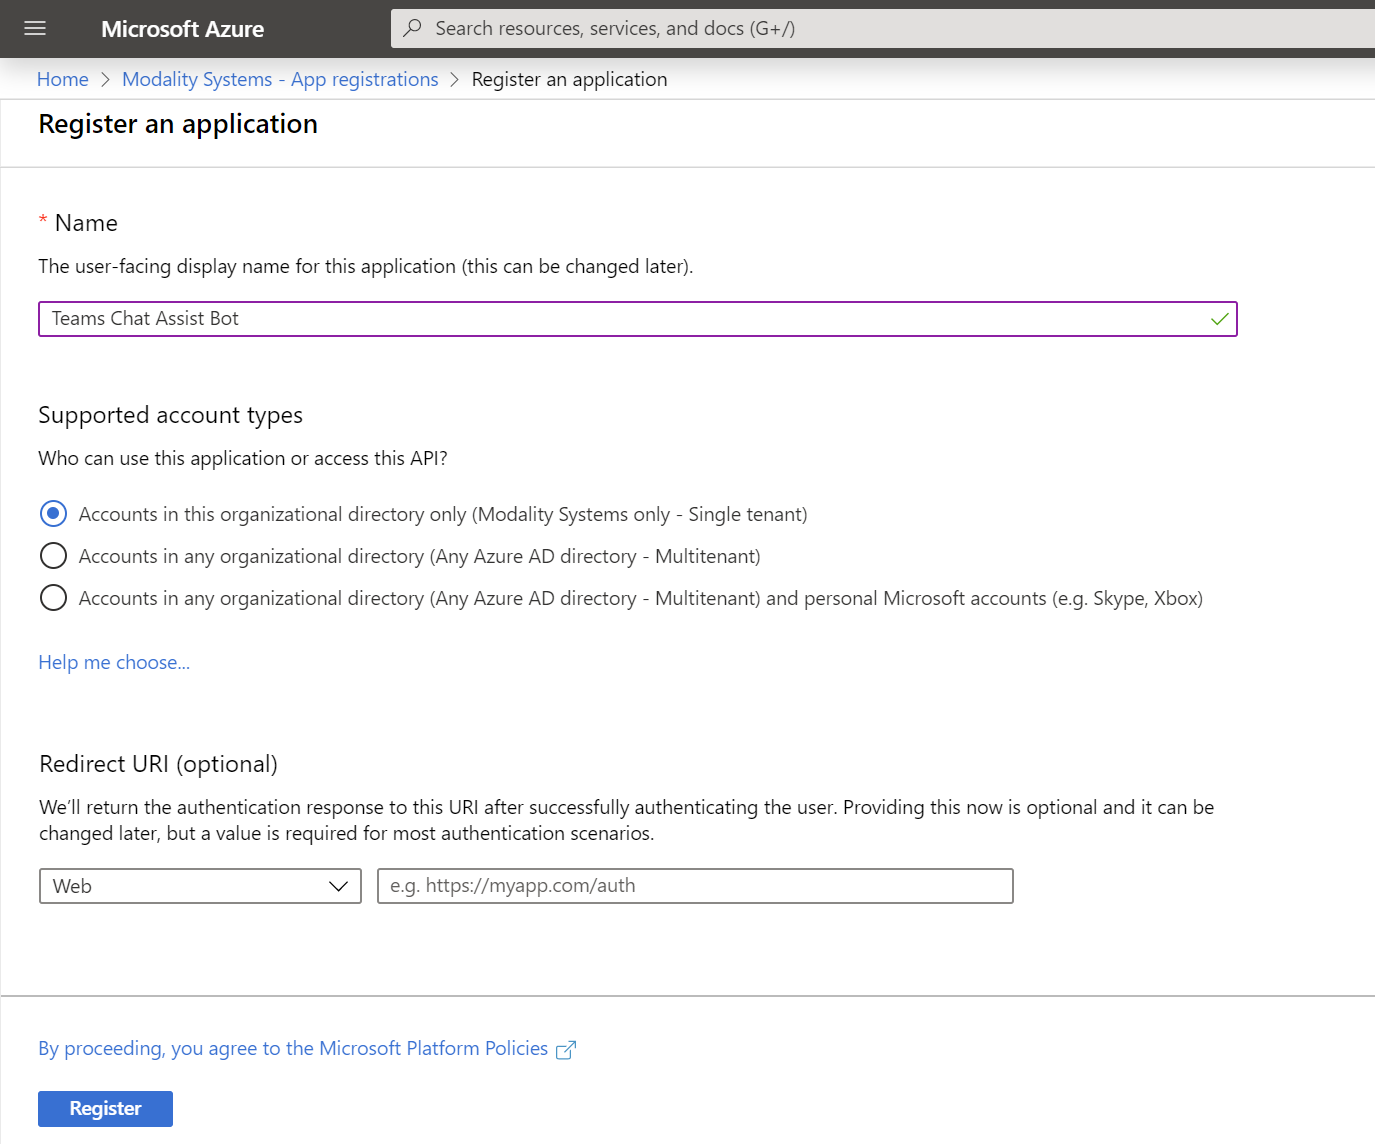 Microsoft Azure
Search resources, services, and docs (G+/)
Home > Modality Systems - App registrations > Register an application
Register an application
* Name
The user-facing display name for this application (this can be changed later).
Teams Chat Assist Bot
Supported account types
Who can use this application or access this API?
Accounts in this organizational directory only (Modality Systems only - Single tenant)
Accounts in any organizational directory (Any Azure AD directory - Multitenant)
Accounts in any organizational directory (Any Azure AD directory - Multitenant) and personal Microsoft accounts (e.g. Skype, Xbox)
Help me choose...
Redirect URI (optional)
We'll return the authentication response to this URI after successfully authenticating the user. Providing this now is optional and it can be
changed later, but a value is required for most authentication scenarios.
Web
e.g. https://myapp.com/auth
By proceeding, you agree to the Microsoft Platform Policies
Register